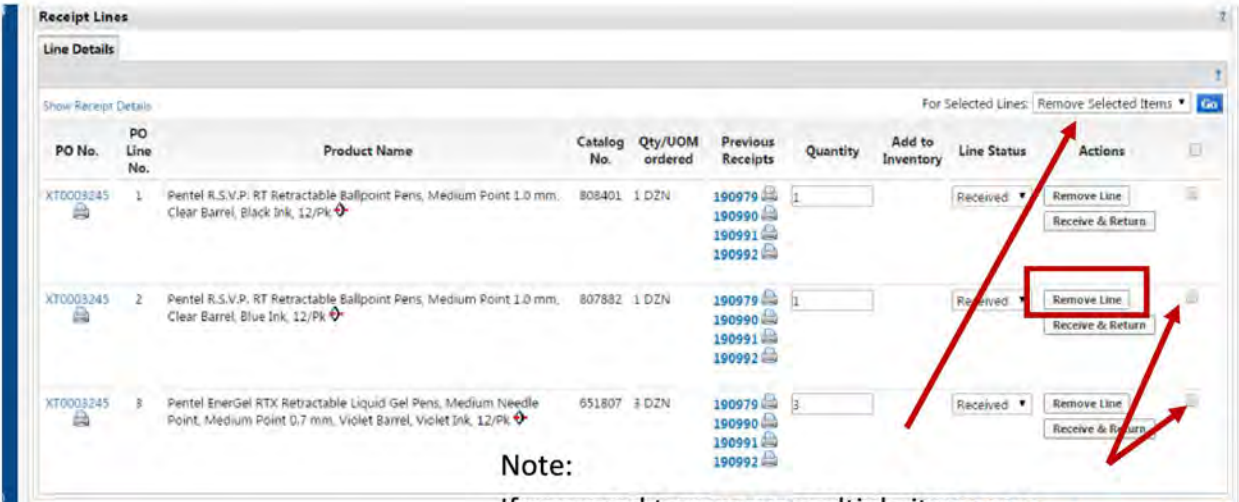 Receipt Lines ?
Line Details
?
Show Receipt Details For Selected Lines: Remove Selected Items Go
PO No. PO Line No. Product Name Catalog No. Qty/UOM ordered Previous Receipts Quantity Add to Inventory Line Status Actions
XT0003245 1 Pentel R.S.V.P. RT Retractable Ballpoint Pens, Medium Point 1.0 mm, 808401 1 DZN 190979 1 Received Remove Line
Clear Barrel, Black Ink, 12/Pk 190990 Receive & Return
190991
190992
XT0003245 2 Pentel R.S.V.P. RT Retractable Ballpoint Pens, Medium Point 1.0 mm, 807882 1 DZN 190979 1 Received Remove Line
Clear Barrel, Blue Ink, 12/Pk 190990 Receive & Return
190991
190992
XT0003245 3 Pentel EnerGel RTX Retractable Liquid Gel Pens, Medium Needle 651807 3 DZN 190979 3 Received Remove Line
Point, Medium Point 0.7 mm, Violet Barrel, Violet Ink, 12/Pk 190990 Receive & Return
190991
190992
Note: